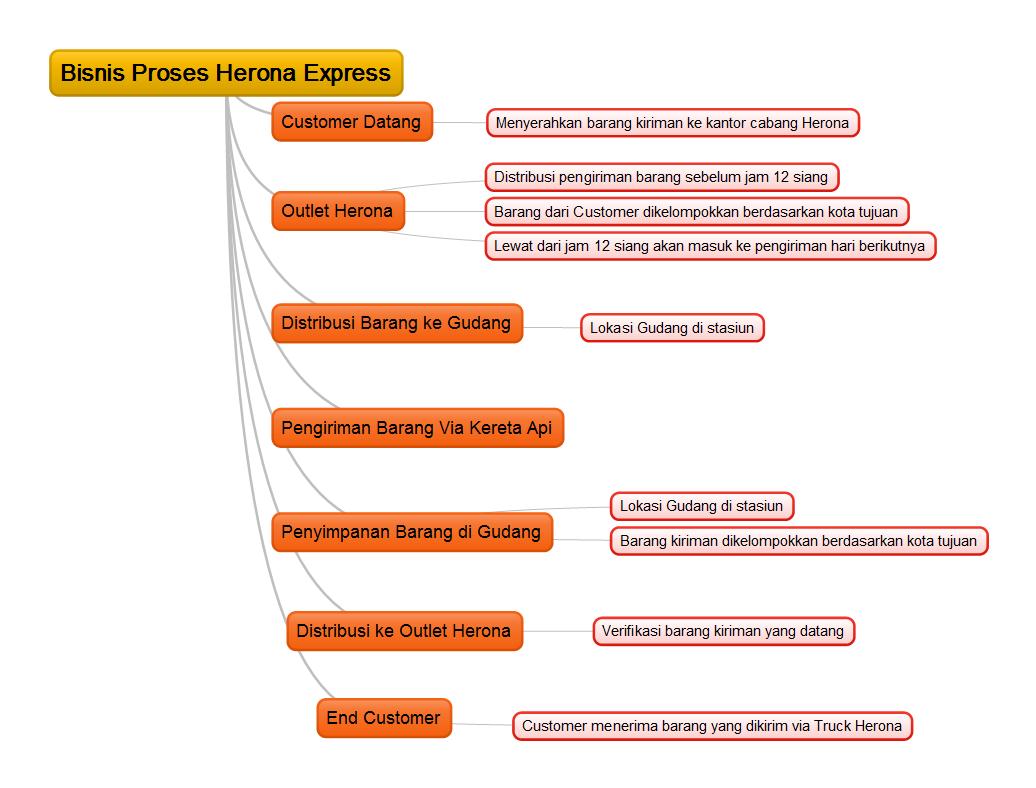 Bisnis Proses Herona Express
Customer Datang
Menyerahkan barang kiriman ke kantor cabang Herona
Outlet Herona
Distribusi pengiriman barang sebelum jam 12 siang
Barang dari Customer dikelompokkan berdasarkan kota tujuan
Lewat dari jam 12 siang akan masuk ke pengiriman hari berikutnya
Distribusi Barang ke Gudang
Lokasi Gudang di stasiun
Pengiriman Barang Via Kereta Api
Penyimpanan Barang di Gudang
Lokasi Gudang di stasiun
Barang kiriman dikelompokkan berdasarkan kota tujuan
Distribusi ke Outlet Herona
Verifikasi barang kiriman yang datang
End Customer
Customer menerima barang yang dikirim via Truck Herona